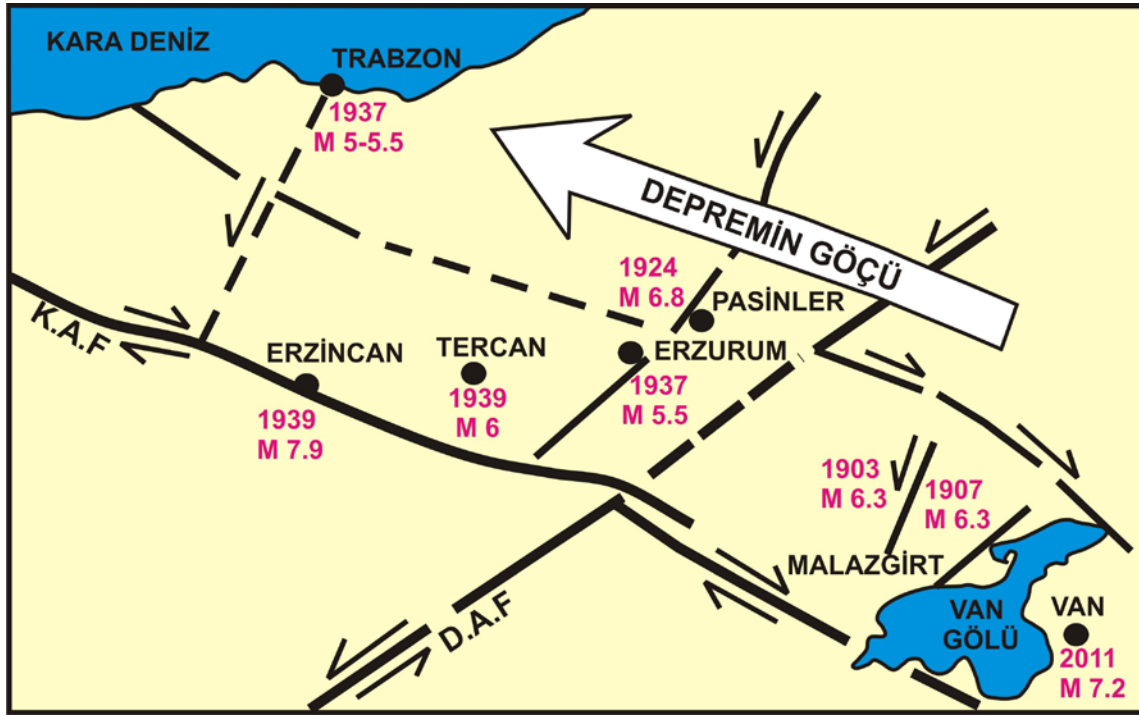 KARA DENİZ
TRABZON
1937
M 5-5.5
DEPREMİN GÖÇÜ
1924
M 6.8
PASİNLER
K.A.F
ERZİNCAN
TERCAN
ERZURUM
1939
M 7.9
1939
M 6
1937
M 5.5
1903
M 6.3
1907
M 6.3
MALAZGİRT
D.A.F
VAN
GÖLÜ
VAN
2011
M 7.2